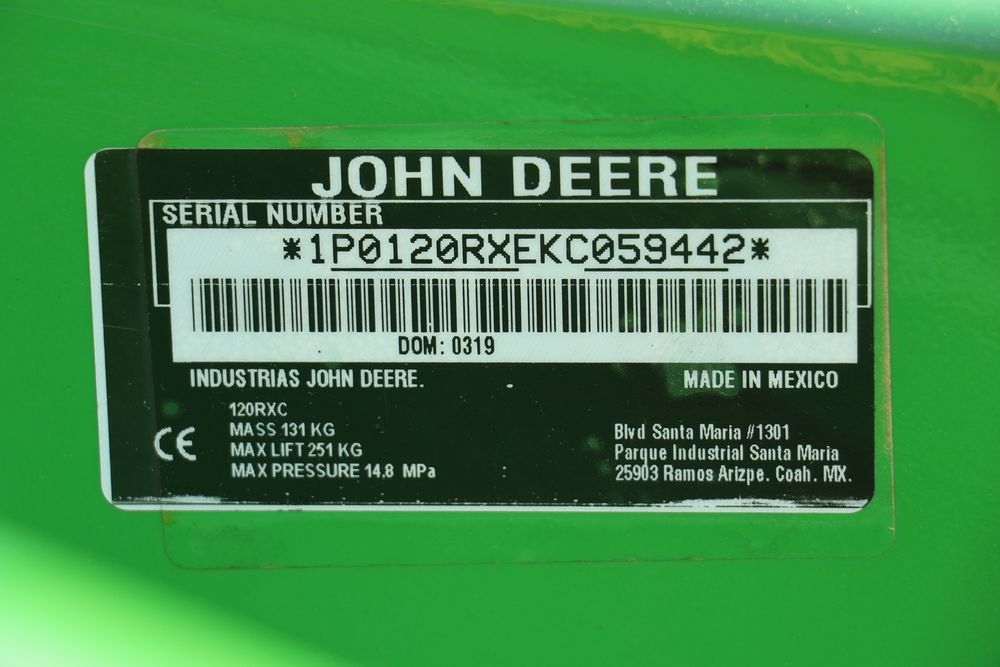 JOHN DEERE
SERIAL NUMBER
*1P0120RXEKC059442*
DOM: 0319
INDUSTRIAS JOHN DEERE.
MADE IN MEXICO
CE
120RXC
MASS 131 KG
MAX LIFT 251 KG
MAX PRESSURE 14.8 MPa
Blvd Santa Maria #1301
Parque Industrial Santa Maria
25903 Ramos Arizpe. Coah. MX.